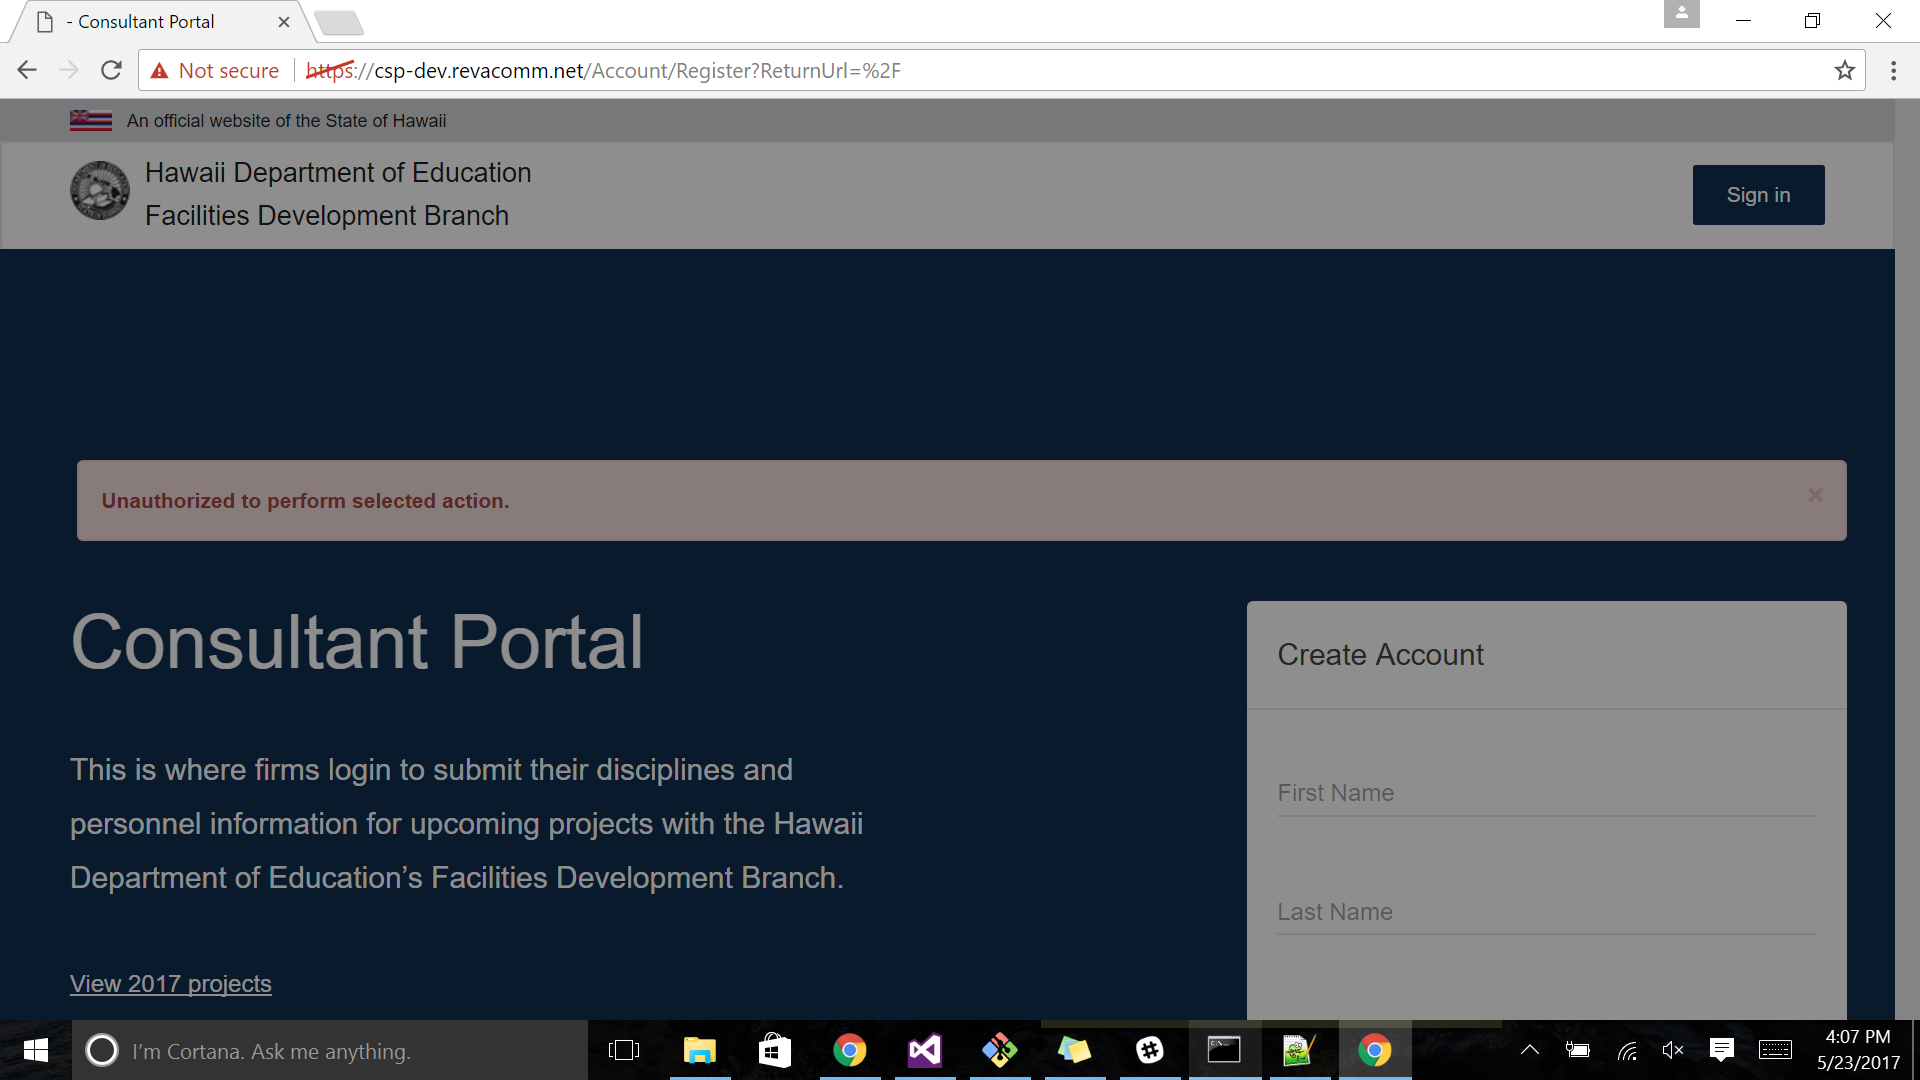 - Consultant Portal
Not secure https://csp-dev.revacomm.net/Account/Register?ReturnUrl=%2F
An official website of the State of Hawaii
Hawaii Department of Education
Facilities Development Branch
Sign in
Unauthorized to perform selected action.
Consultant Portal
This is where firms login to submit their disciplines and
personnel information for upcoming projects with the Hawaii
Department of Education’s Facilities Development Branch.
View 2017 projects
Create Account
First Name
Last Name
I’m Cortana. Ask me anything.
4:07 PM
5/23/2017